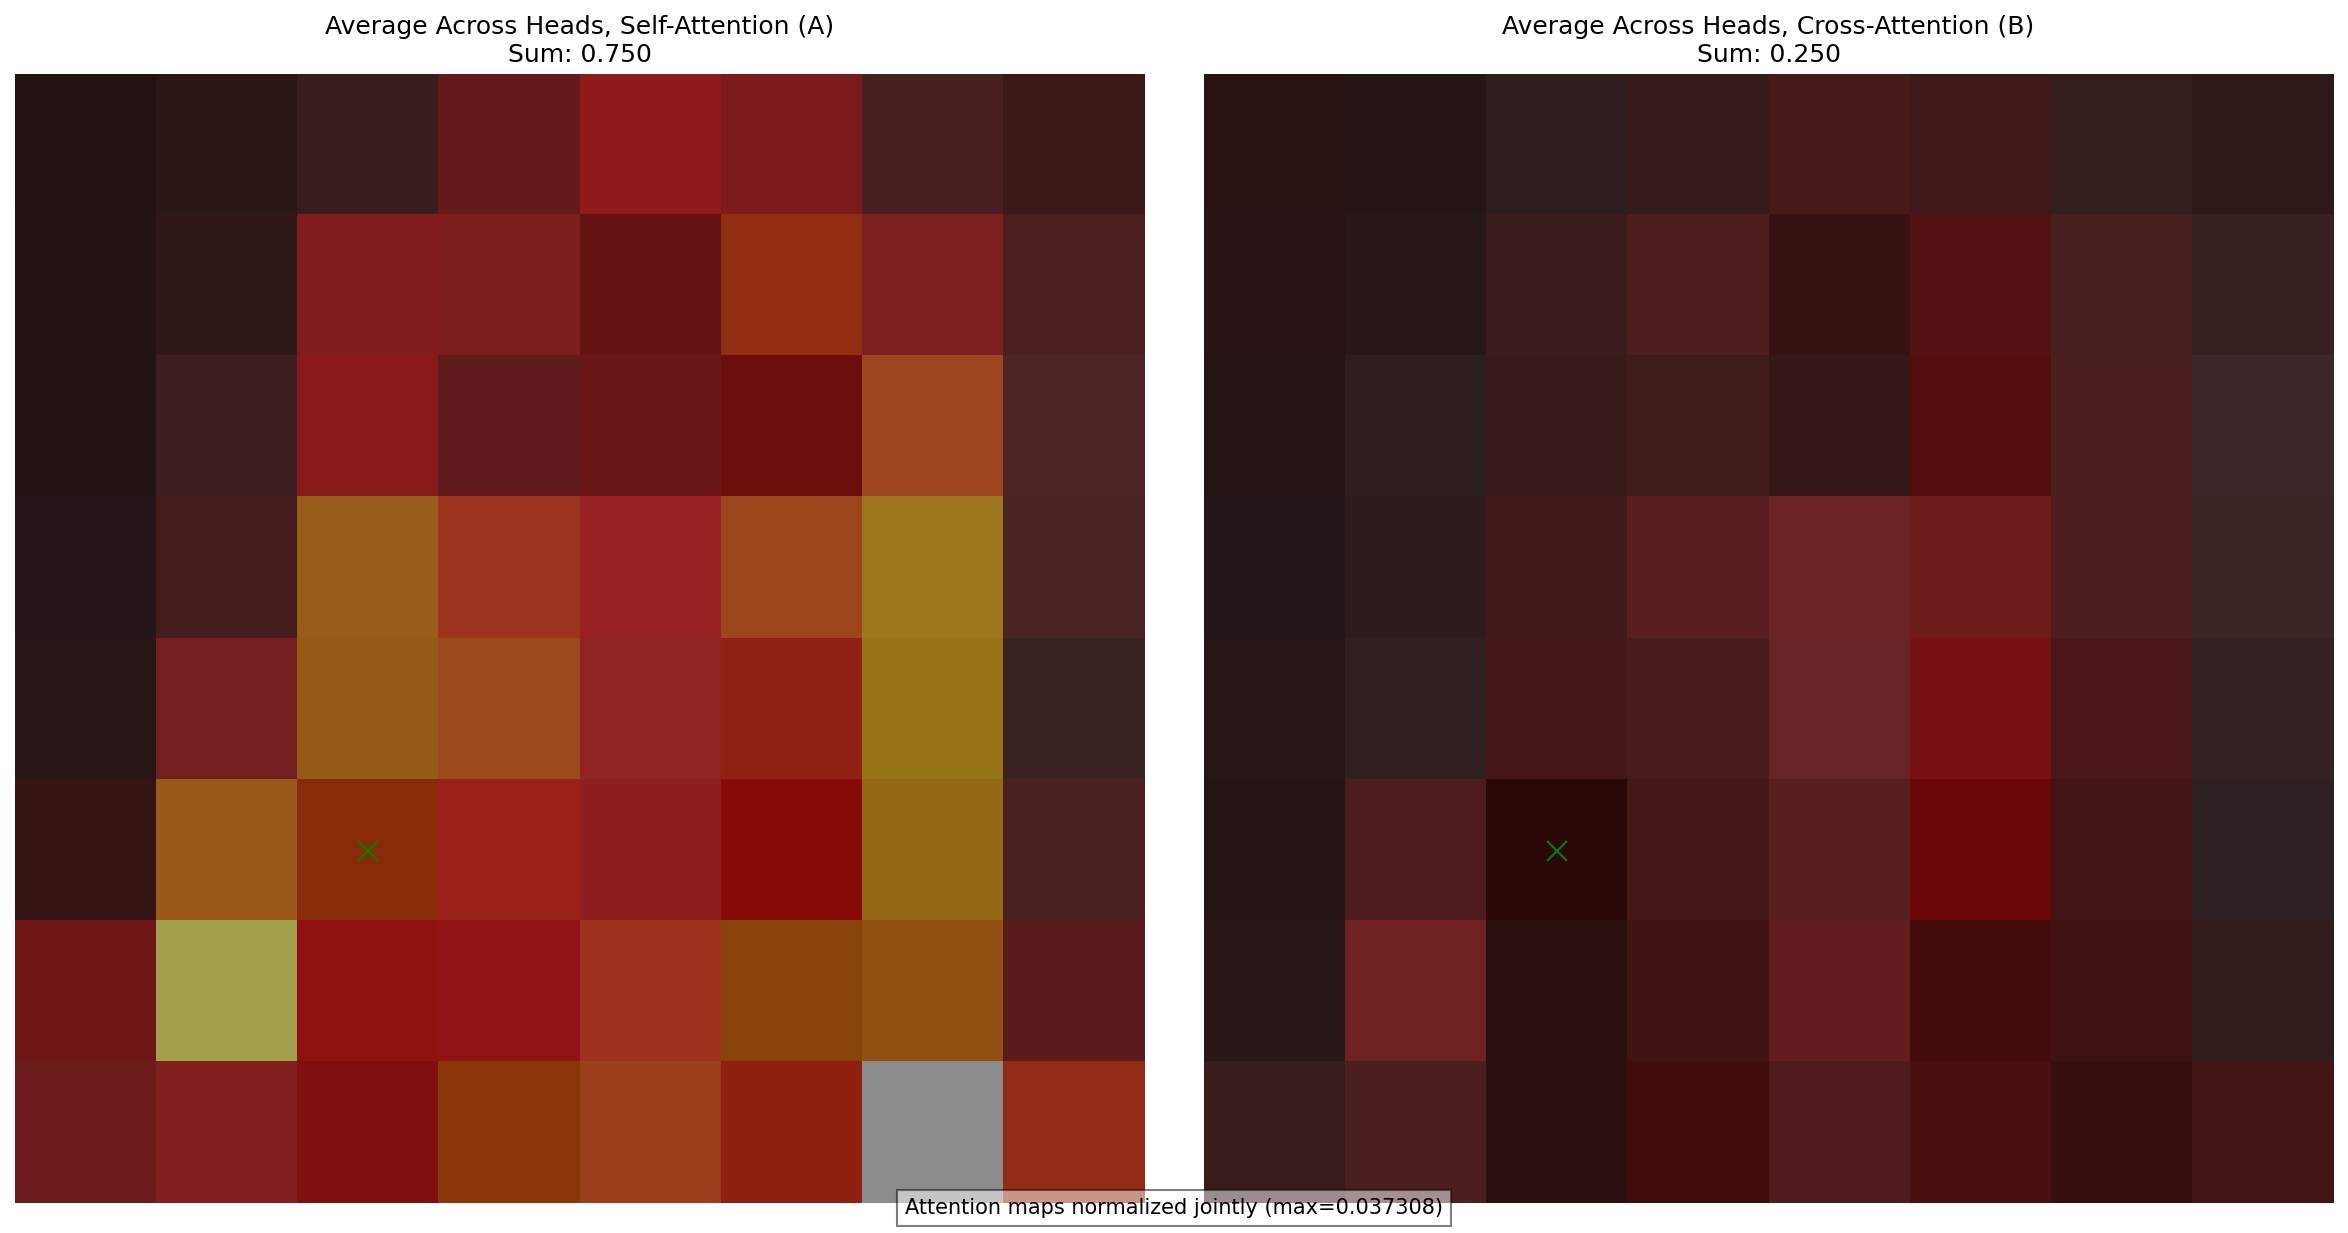 Average Across Heads, Self-Attention (A)
Sum: 0.750
Average Across Heads, Cross-Attention (B)
Sum: 0.250
Attention maps normalized jointly (max=0.037308)